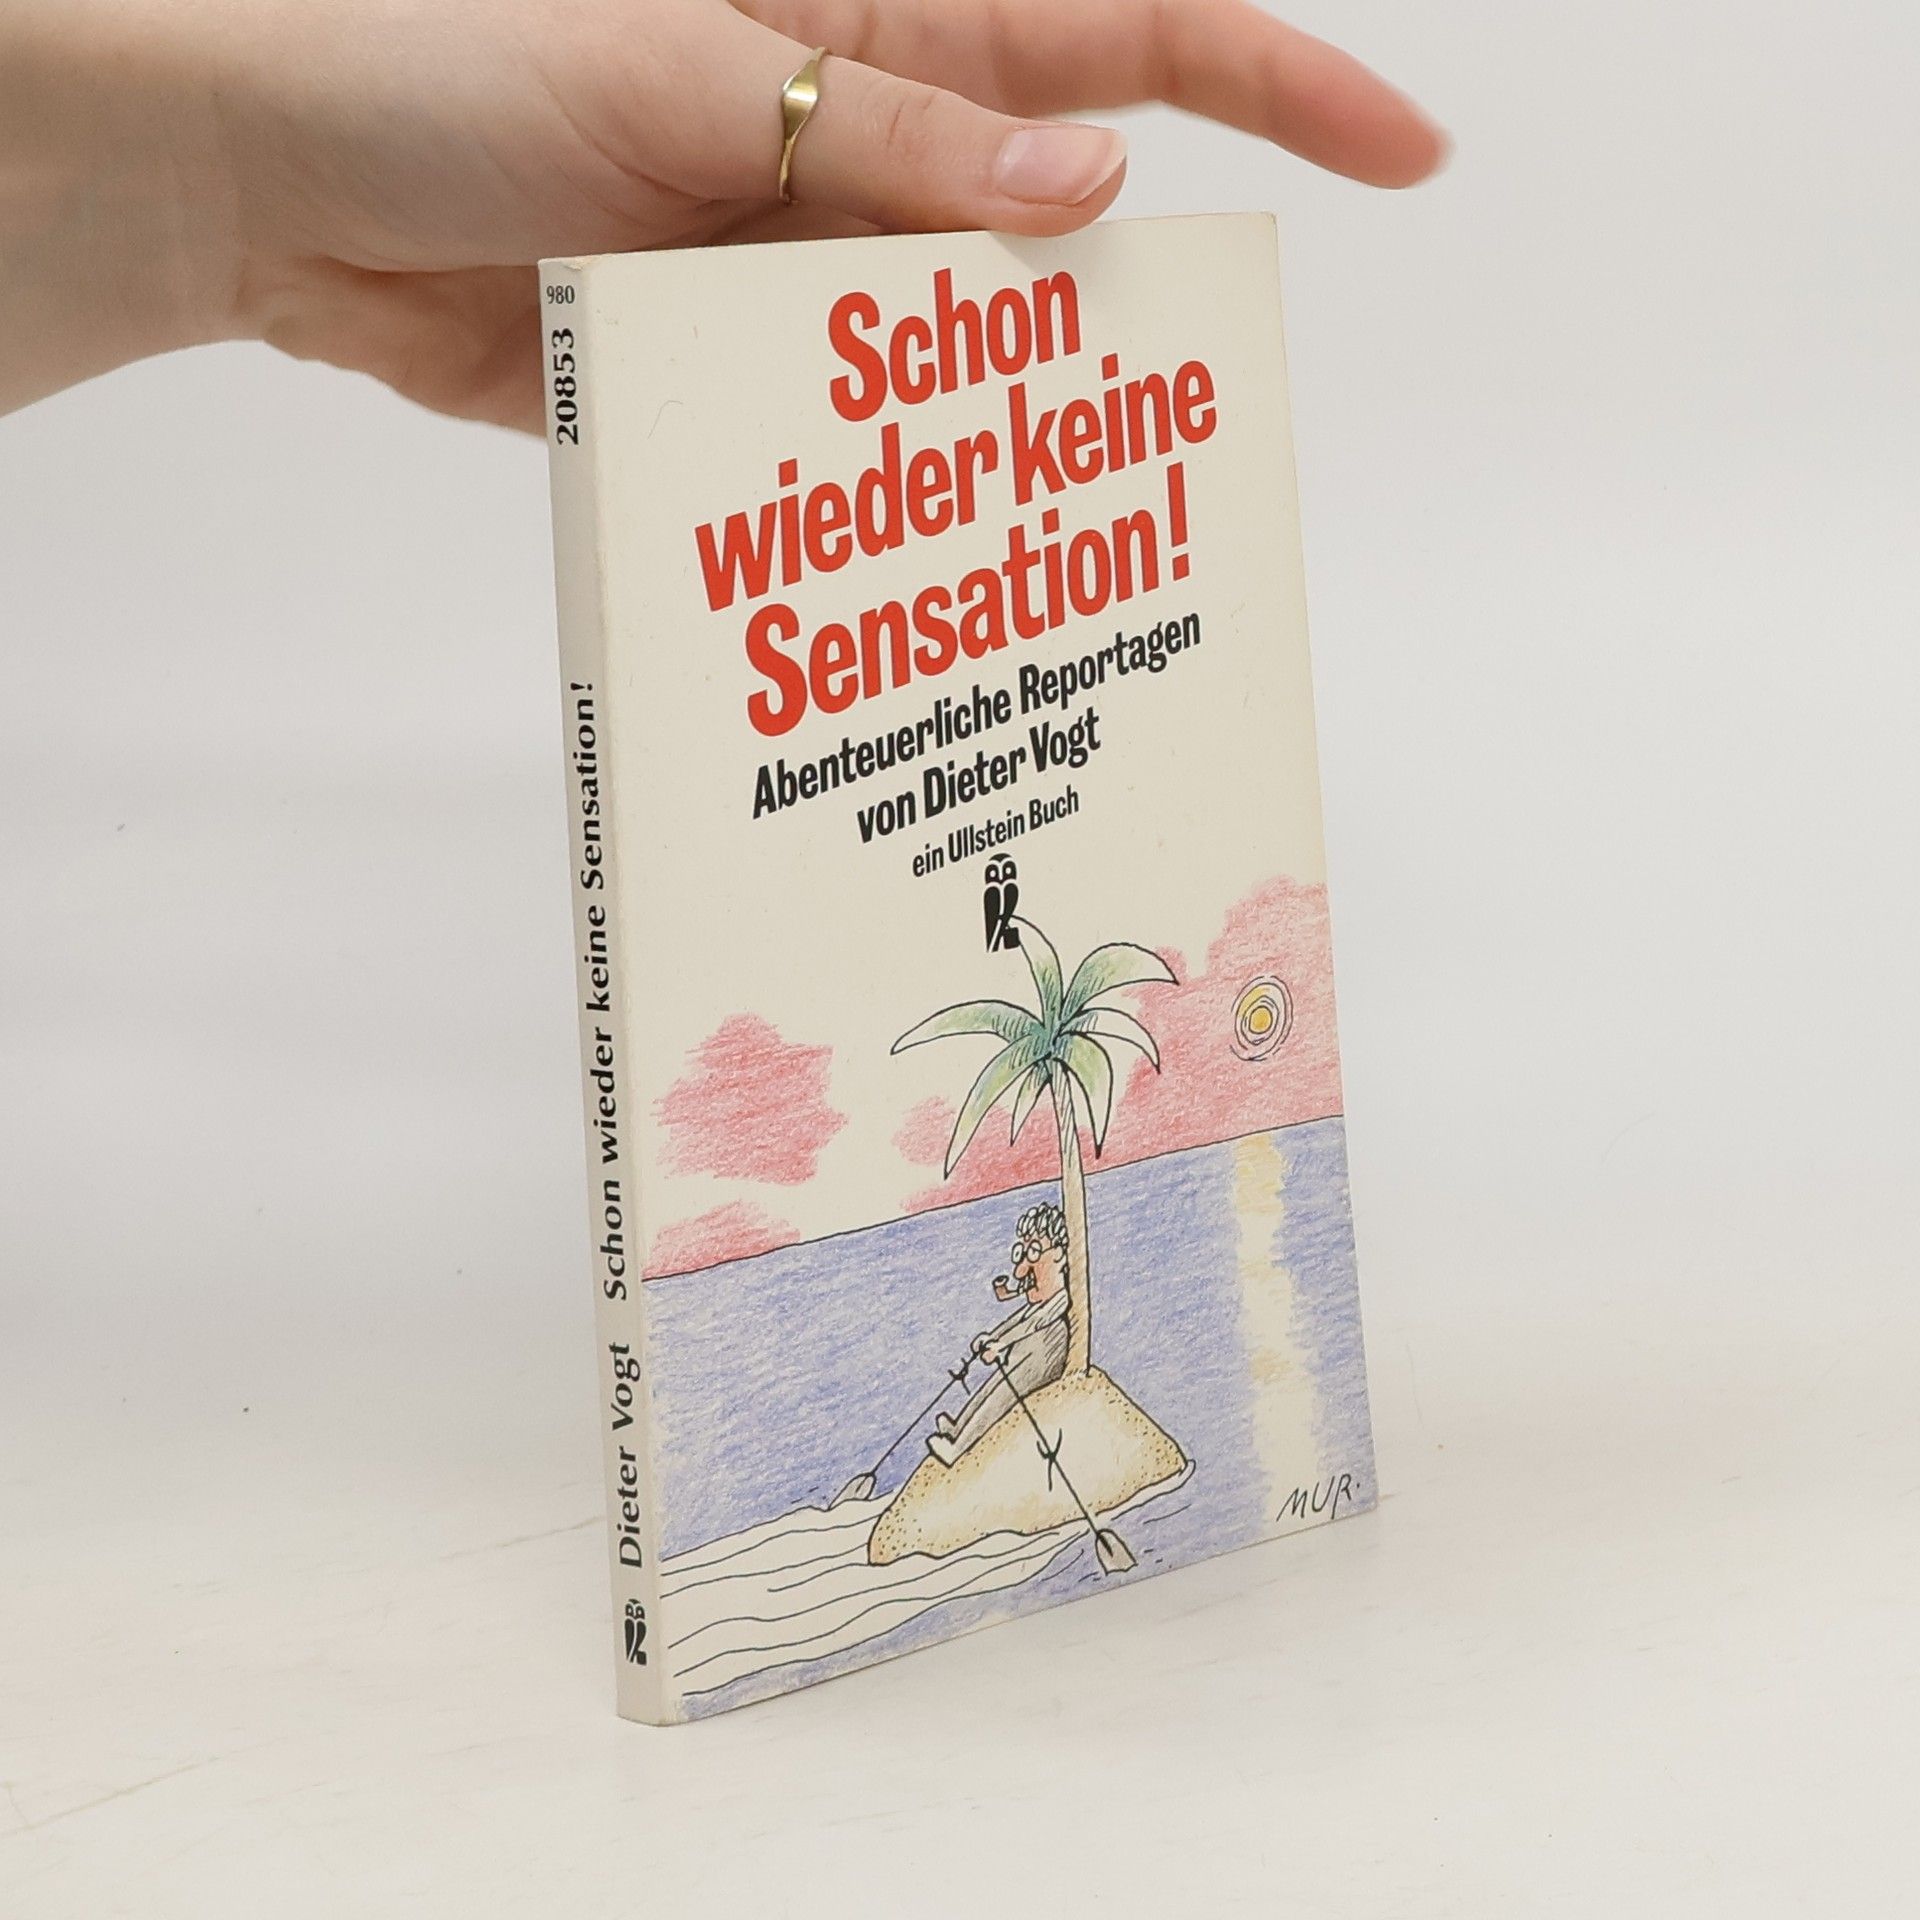 Schon
wieder keine
Sensation!
Abenteuerliche Reportagen
von Dieter Vogt
ein Ullstein Buch
MUR.
980
20853
Dieter Vogt Schon wieder keine Sensation!